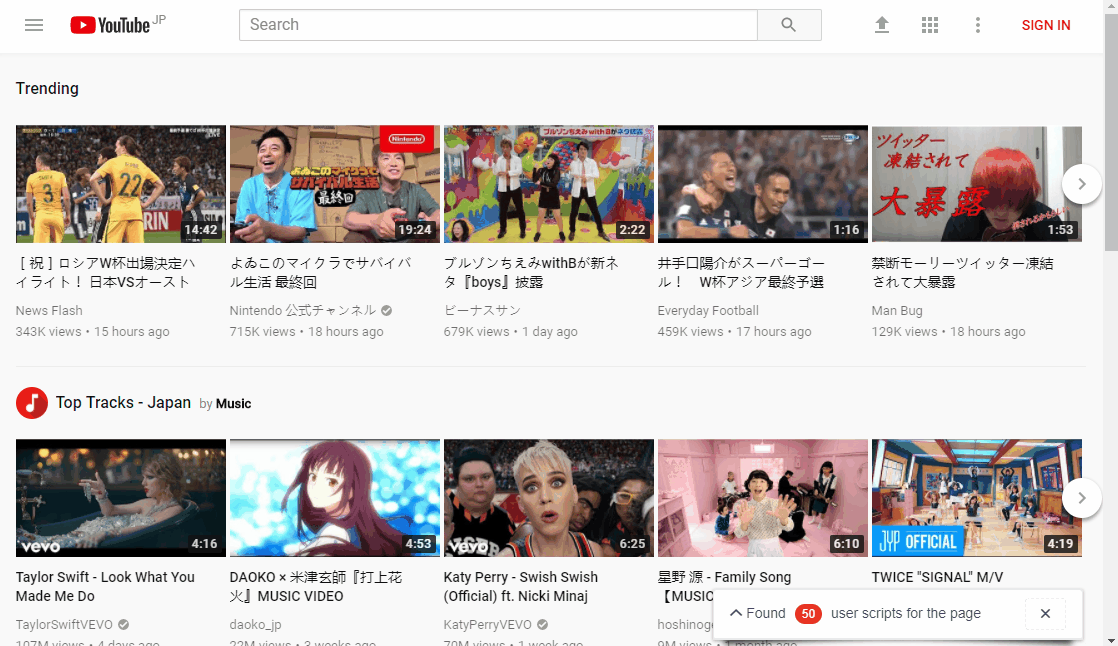 YouTube JP
Search
SIGN IN
Trending
14:42
Nintendo
よゐこのマイクラで
サバイバル生活
最終回
19:24
ブルゾンちえみwithBがネタ披露
2:22
1:16
ツイッター
凍結されて
大暴露
1:53
[祝] ロシアW杯出場決定ハ
イライト! 日本VSオースト
News Flash
343K views • 15 hours ago
よゐこのマイクラでサバイバ
ル生活 最終回
Nintendo 公式チャンネル
715K views • 18 hours ago
ブルゾンちえみwithBが新ネ
タ『boys』披露
ビーナスサン
679K views • 1 day ago
井手口陽介がスーパーゴー
ル！　W杯アジア最終予選
Everyday Football
459K views • 17 hours ago
禁断モーリーツイッター凍結
されて大暴露
Man Bug
129K views • 18 hours ago
Top Tracks - Japan by Music
vevo
4:16
4:53
vevo
6:25
6:10
JYP OFFICIAL
4:19
Taylor Swift - Look What You
Made Me Do
TaylorSwiftVEVO
107M views • 4 days ago
DAOKO × 米津玄師『打上花
火』MUSIC VIDEO
daoko_jp
22M views • 3 weeks ago
Katy Perry - Swish Swish
(Official) ft. Nicki Minaj
KatyPerryVEVO
70M views • 1 week ago
星野 源 - Family Song
【MUSIC
hoshinoge
9M views • 1 month ago
TWICE "SIGNAL" M/V
Found 50 user scripts for the page